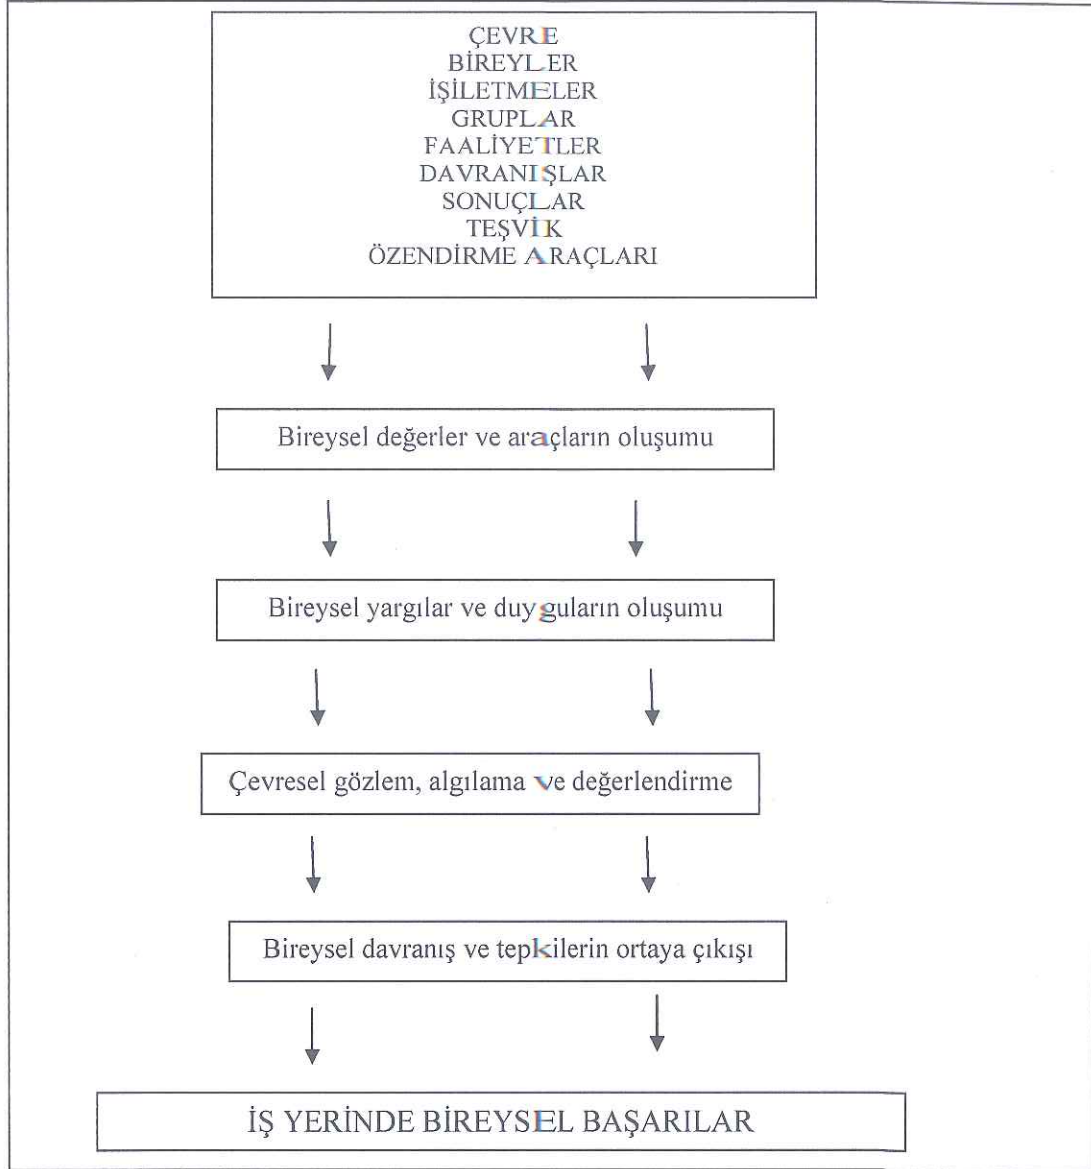 ÇEVRE
BİREYLER
İŞİLETMELER
GRUPLAR
FAALİYETLER
DAVRANIŞLAR
SONUÇLAR
TEŞVİK
ÖZENDİRME ARAÇLARI
Bireysel değerler ve araçların oluşumu
Bireysel yargılar ve duyguların oluşumu
Çevresel gözlem, algılama ve değerlendirme
Bireysel davranış ve tepkilerin ortaya çıkışı
İŞ YERİNDE BİREYSEL BAŞARILAR